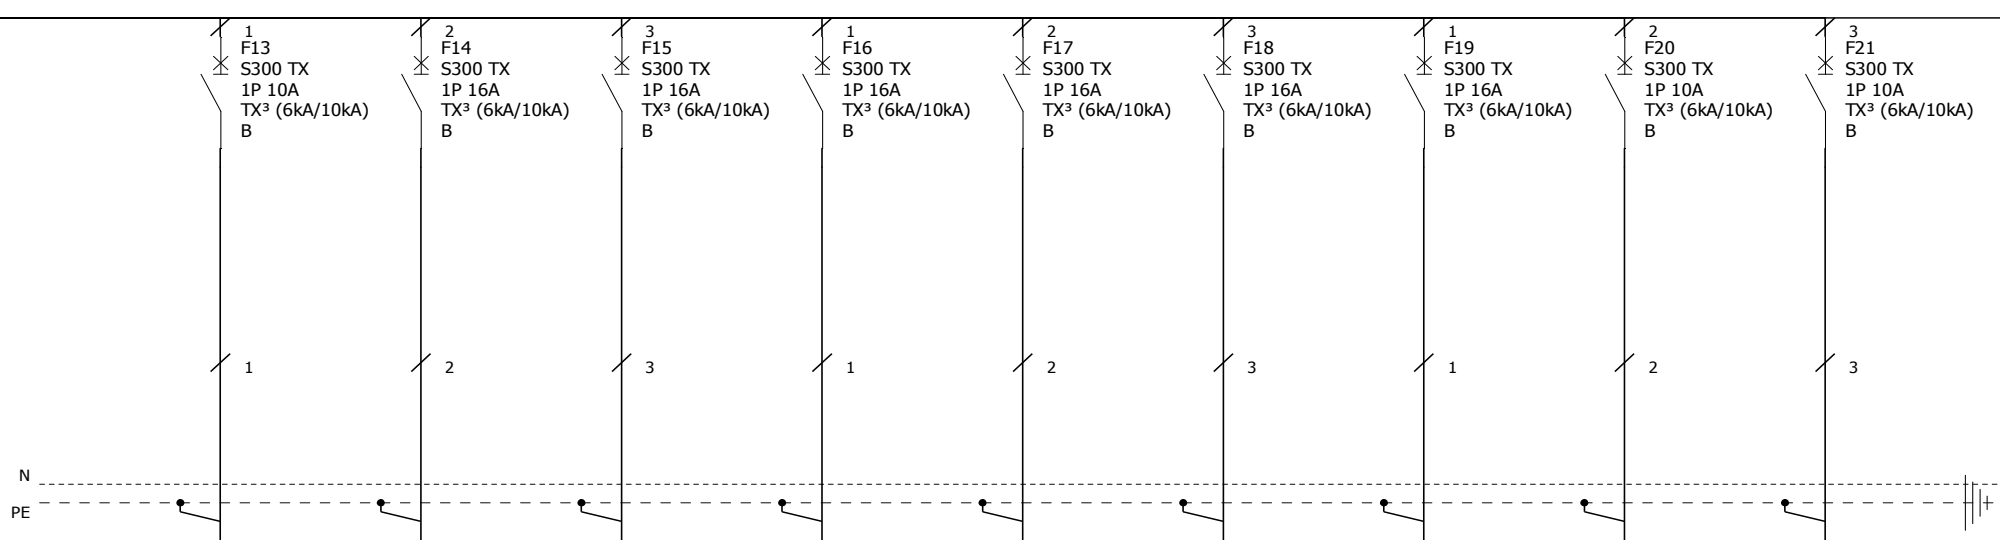 1
F13
S300 TX
1P 10A
TX³ (6kA/10kA)
B
2
F14
S300 TX
1P 16A
TX³ (6kA/10kA)
B
3
F15
S300 TX
1P 16A
TX³ (6kA/10kA)
B
1
F16
S300 TX
1P 16A
TX³ (6kA/10kA)
B
2
F17
S300 TX
1P 16A
TX³ (6kA/10kA)
B
3
F18
S300 TX
1P 16A
TX³ (6kA/10kA)
B
1
F19
S300 TX
1P 16A
TX³ (6kA/10kA)
B
2
F20
S300 TX
1P 10A
TX³ (6kA/10kA)
B
3
F21
S300 TX
1P 10A
TX³ (6kA/10kA)
B
1
2
3
1
2
3
1
2
3
N
PE